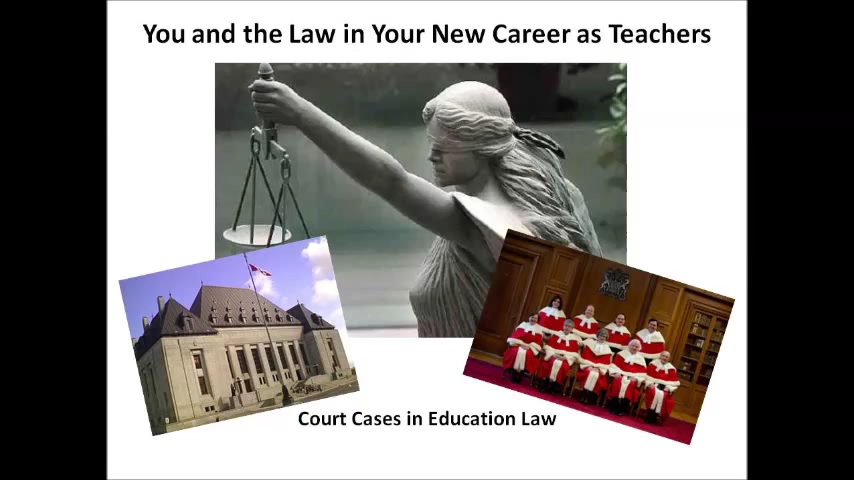 You and the Law in Your New Career as Teachers
Court Cases in Education Law